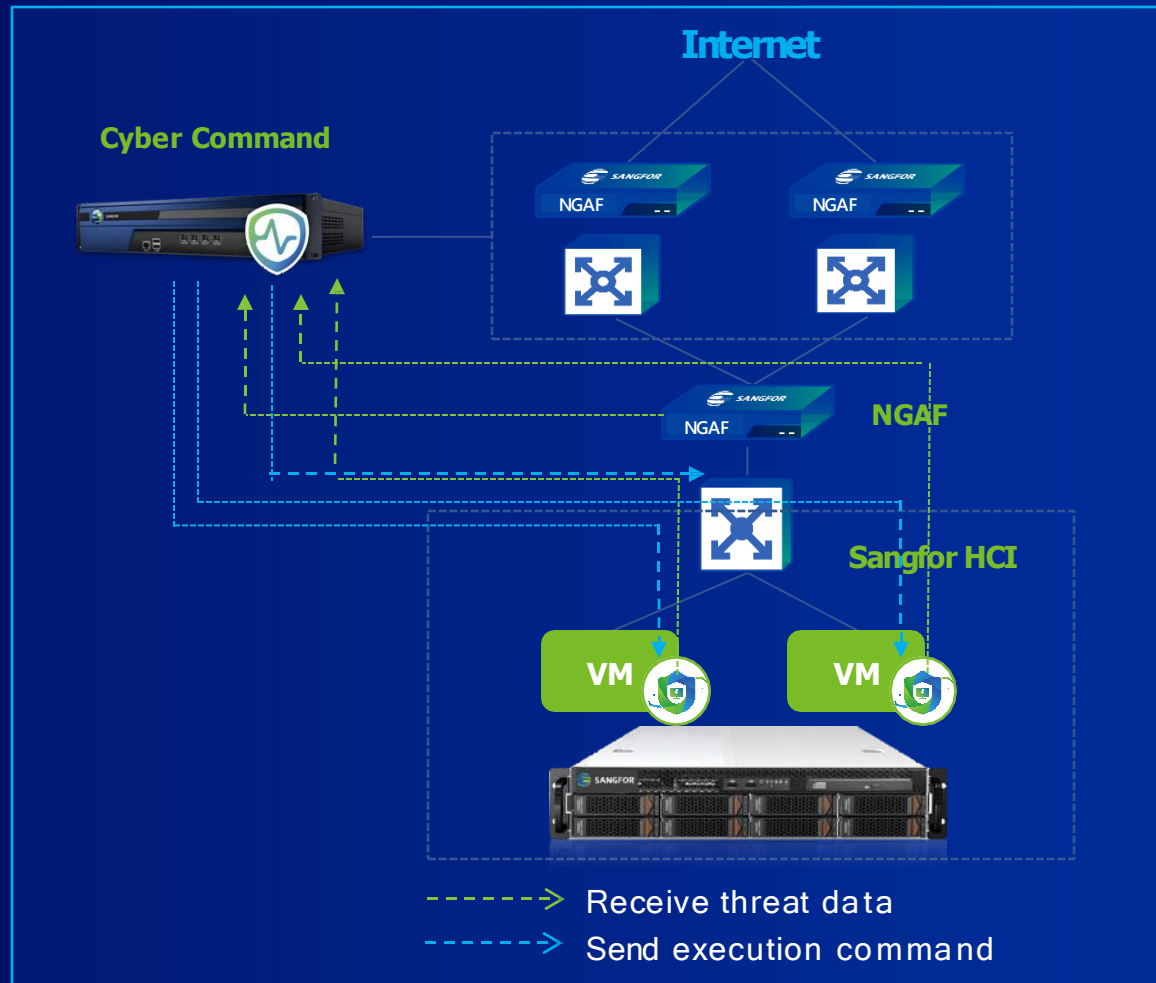 Internet
Cyber Command
SANGFOR
NGAF
SANGFOR
NGAF
SANGFOR
NGAF
NGAF
Sangfor HCI
VM
VM
SANGFOR
Receive threat data
Send execution command